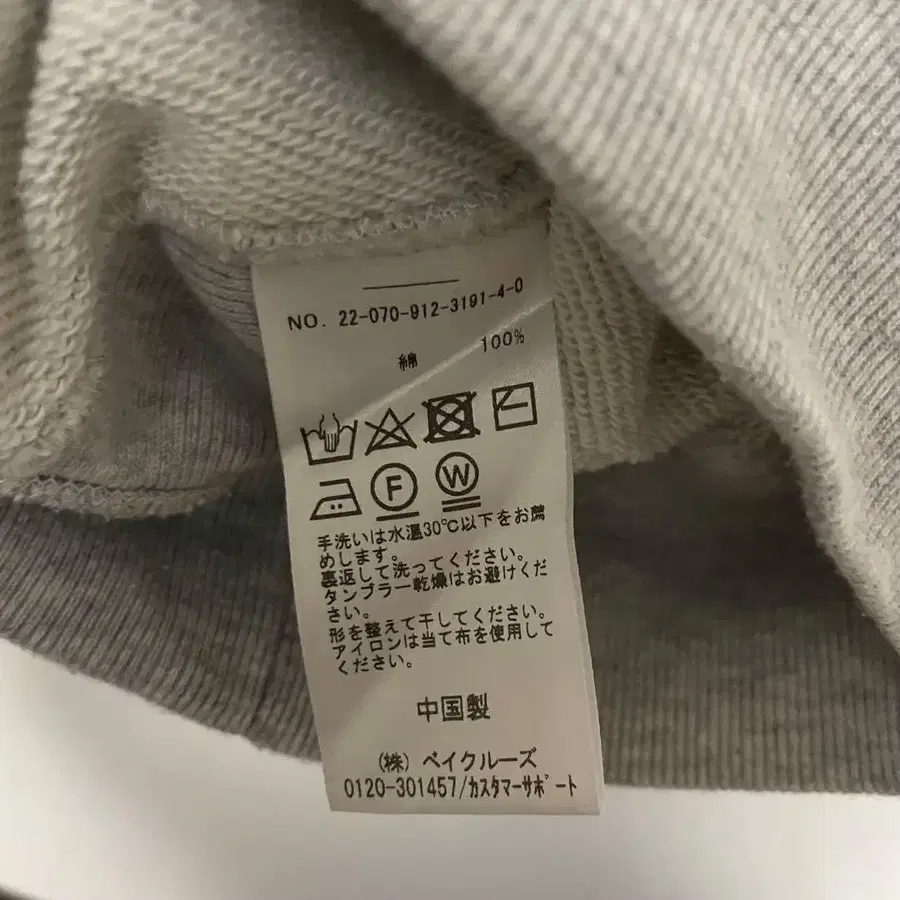 NO. 22-070-912-3191-4-0
綿 100%
F W
手洗いは水温30℃以下をお薦
めします。
裏返して洗ってください。
タンブラー乾燥はお避けくだ
さい。
形を整えて干してください。
アイロンは当て布を使用して
ください。
中国製
(株) ベイクルーズ
0120-301457/カスタマーサポート